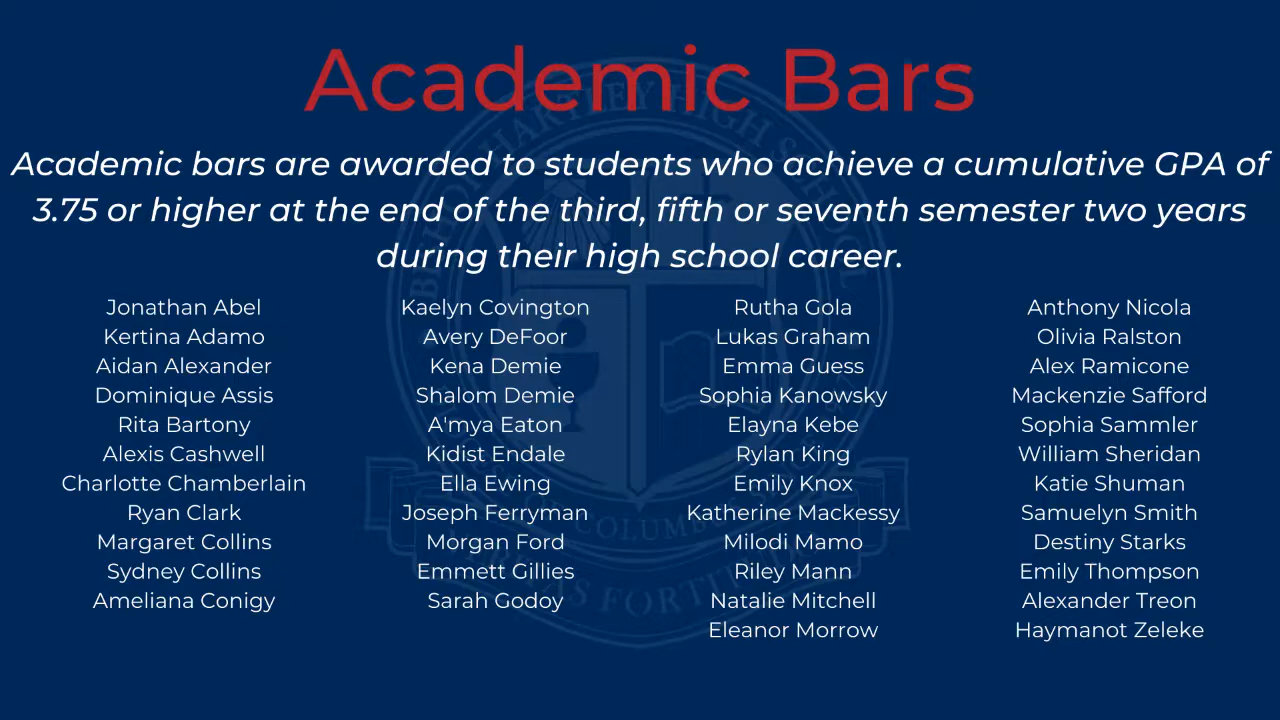 Academic Bars
Academic bars are awarded to students who achieve a cumulative GPA of
3.75 or higher at the end of the third, fifth or seventh semester two years
during their high school career.
Jonathan Abel
Kertina Adamo
Aidan Alexander
Dominique Assis
Rita Bartony
Alexis Cashwell
Charlotte Chamberlain
Ryan Clark
Margaret Collins
Sydney Collins
Ameliana Conigy
Kaelyn Covington
Avery DeFoor
Kena Demie
Shalom Demie
A'mya Eaton
Kidist Endale
Ella Ewing
Joseph Ferryman
Morgan Ford
Emmett Gillies
Sarah Godoy
Rutha Gola
Lukas Graham
Emma Guess
Sophia Kanowsky
Elayna Kebe
Rylan King
Emily Knox
Katherine Mackessy
Milodi Mamo
Riley Mann
Natalie Mitchell
Eleanor Morrow
Anthony Nicola
Olivia Ralston
Alex Ramicone
Mackenzie Safford
Sophia Sammler
William Sheridan
Katie Shuman
Samuelyn Smith
Destiny Starks
Emily Thompson
Alexander Treon
Haymanot Zeleke
HARTLEY HIGH SCHOOL